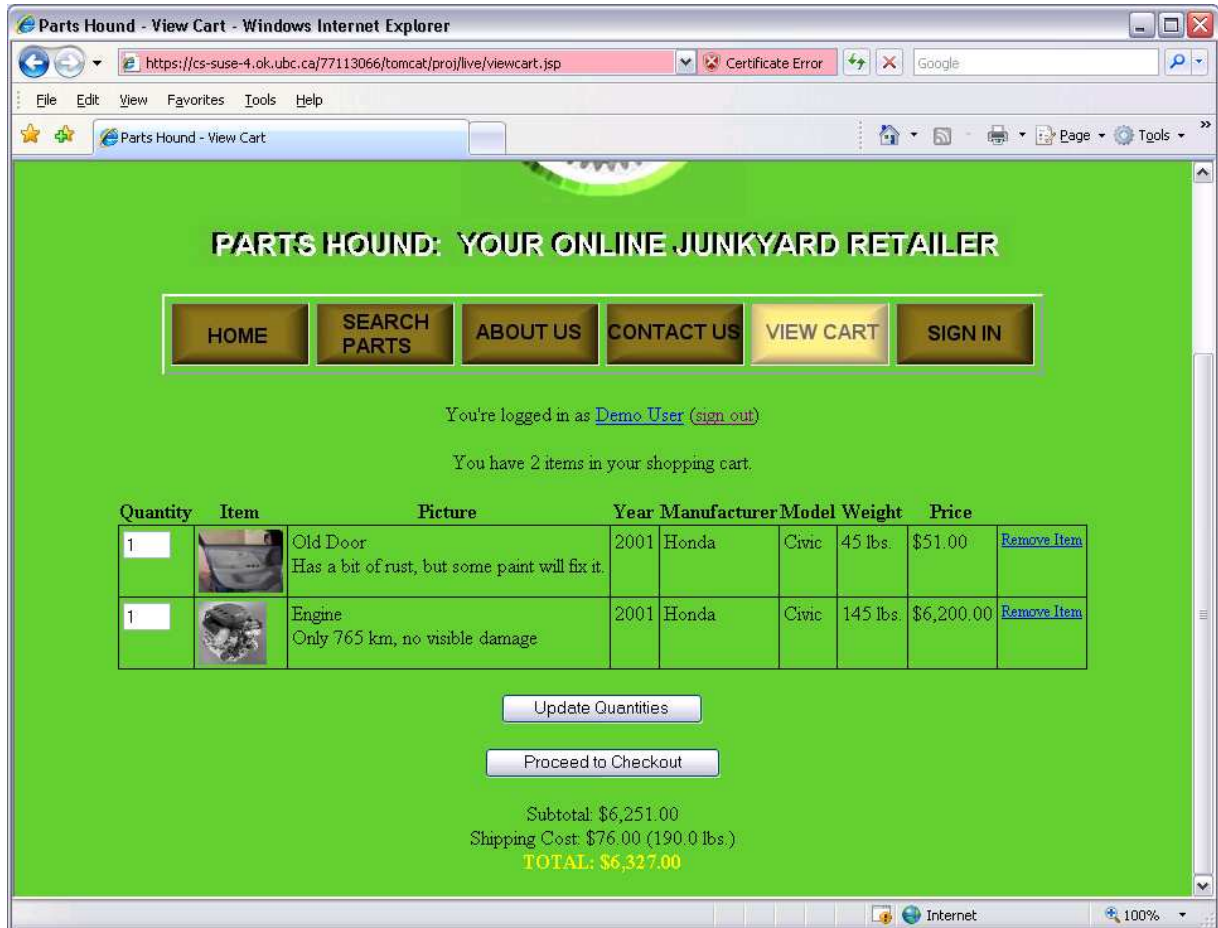 Parts Hound - View Cart - Windows Internet Explorer
https://cs-suse-4.ok.ubc.ca/77113066/tomcat/proj/live/viewcart.jsp Certificate Error Google
File Edit View Favorites Tools Help
Parts Hound - View Cart Page Tools »
PARTS HOUND: YOUR ONLINE JUNKYARD RETAILER
HOME SEARCH PARTS ABOUT US CONTACT US VIEW CART SIGN IN
You're logged in as Demo User (sign out)
You have 2 items in your shopping cart.
Quantity Item Picture Year Manufacturer Model Weight Price
1 Old Door 2001 Honda Civic 45 lbs. $51.00 Remove Item
Has a bit of rust, but some paint will fix it.
1 Engine 2001 Honda Civic 145 lbs. $6,200.00 Remove Item
Only 765 km, no visible damage
Update Quantities
Proceed to Checkout
Subtotal: $6,251.00
Shipping Cost: $76.00 (190.0 lbs.)
TOTAL: $6,327.00
Internet 100%